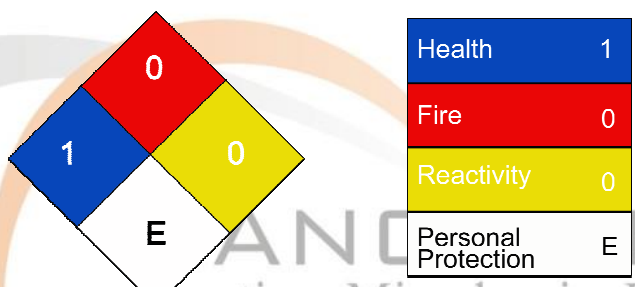 0
1
0
E
Health 1
Fire 0
Reactivity 0
Personal
Protection E